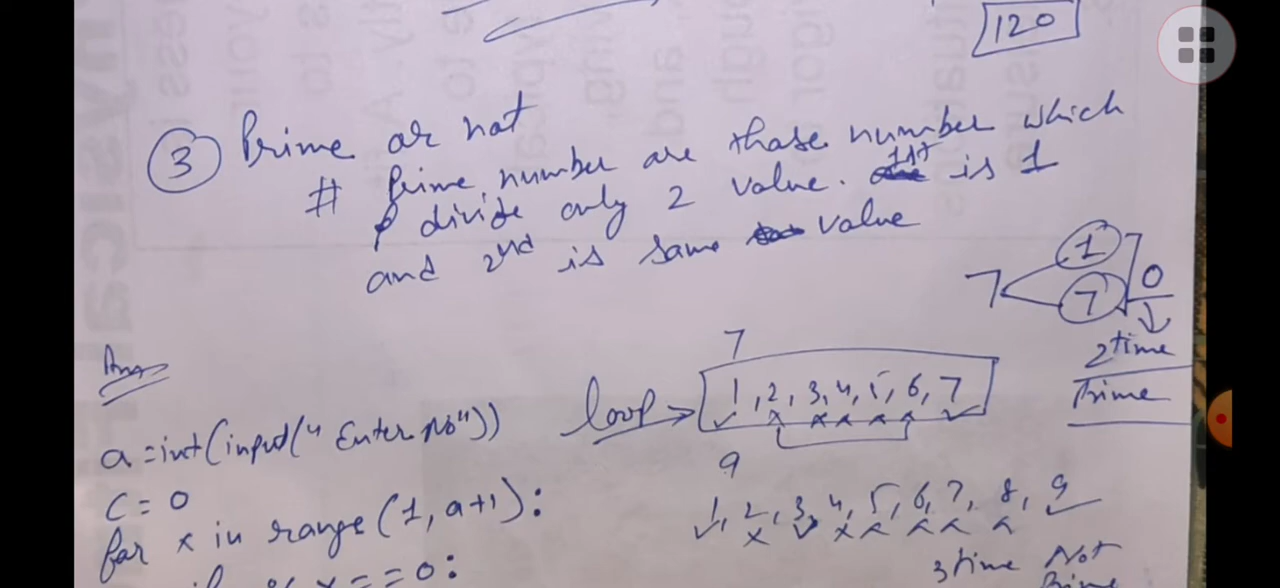 120
③ Prime or not
# Prime number are those number which
divide only 2 value. 1st is 1
and 2nd is same value
7
1
7
0
2 time
Prime
Ans
7
loop → 1, 2, 3, 4, 5, 6, 7
a = int(input(" Enter No"))
9
c = 0
1, 2, 3, 4, 5, 6, 7, 8, 9
for x in range (1, a+1):
3 time Not
Prime
% x == 0: